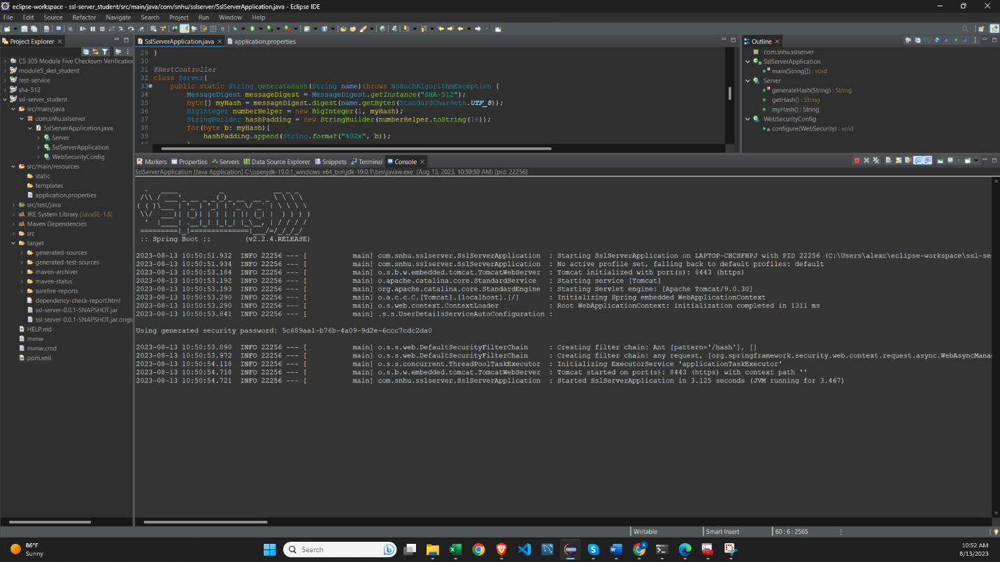 eclipse-workspace - ssl-server_student/src/main/java/com/snhu/sslserver/SslServerApplication.java - Eclipse IDE
File Edit Source Refactor Navigate Search Project Run Window Help
Project Explorer
CS 305 Module Five Checksum Verificatio
module5_skel_student
rest-service
sha-512
ssl-server_student
src/main/java
com.snhu.sslserver
SslServerApplication.java
Server
SslServerApplication
WebSecurityConfig
src/main/resources
static
templates
application.properties
src/test/java
JRE System Library [JavaSE-1.8]
Maven Dependencies
src
target
generated-sources
generated-test-sources
maven-archiver
maven-status
surefire-reports
dependency-check-report.html
ssl-server-0.0.1-SNAPSHOT.jar
ssl-server-0.0.1-SNAPSHOT.jar.origi
HELP.md
mvnw
mvnw.cmd
pom.xml
SslServerApplication.java application.properties
29 }
30
31 @RestController
32 class Server{
33 public static String generateHash(String name)throws NoSuchAlgorithmException {
34 MessageDigest messageDigest = MessageDigest.getInstance("SHA-512");
35 byte[] myHash = messageDigest.digest(name.getBytes(StandardCharsets.UTF_8));
36 BigInteger numberHelper = new BigInteger(1, myHash);
37 StringBuilder hashPadding = new StringBuilder(numberHelper.toString(16));
38 for(byte b: myHash){
39 hashPadding.append(String.format("%02x", b));
Outline
com.snhu.sslserver
SslServerApplication
main(String[]) : void
Server
generateHash(String) : String
getHash() : String
myHash() : String
WebSecurityConfig
configure(WebSecurity) : void
Markers Properties Servers Data Source Explorer Snippets Terminal Console
SslServerApplication [Java Application] C:\openjdk-19.0.1_windows-x64_bin\jdk-19.0.1\bin\javaw.exe (Aug 13, 2023, 10:50:50 AM) [pid: 22256]
:: Spring Boot :: (v2.2.4.RELEASE)
2023-08-13 10:50:51.932 INFO 22256 --- [ main] com.snhu.sslserver.SslServerApplication : Starting SslServerApplication on LAPTOP-CHCSFHPJ with PID 22256 (C:\Users\alexc\eclipse-workspace\ssl-se
2023-08-13 10:50:51.934 INFO 22256 --- [ main] com.snhu.sslserver.SslServerApplication : No active profile set, falling back to default profiles: default
2023-08-13 10:50:53.184 INFO 22256 --- [ main] o.s.b.w.embedded.tomcat.TomcatWebServer : Tomcat initialized with port(s): 8443 (https)
2023-08-13 10:50:53.192 INFO 22256 --- [ main] o.apache.catalina.core.StandardService : Starting service [Tomcat]
2023-08-13 10:50:53.193 INFO 22256 --- [ main] org.apache.catalina.core.StandardEngine : Starting Servlet engine: [Apache Tomcat/9.0.30]
2023-08-13 10:50:53.290 INFO 22256 --- [ main] o.a.c.c.C.[Tomcat].[localhost].[/] : Initializing Spring embedded WebApplicationContext
2023-08-13 10:50:53.290 INFO 22256 --- [ main] o.s.web.context.ContextLoader : Root WebApplicationContext: initialization completed in 1311 ms
2023-08-13 10:50:53.841 INFO 22256 --- [ main] .s.s.UserDetailsServiceAutoConfiguration :
Using generated security password: 5c689aa1-b76b-4a09-9d2e-6ccc7cdc2da0
2023-08-13 10:50:53.890 INFO 22256 --- [ main] o.s.s.web.DefaultSecurityFilterChain : Creating filter chain: Ant [pattern='/hash'], []
2023-08-13 10:50:53.972 INFO 22256 --- [ main] o.s.s.web.DefaultSecurityFilterChain : Creating filter chain: any request, [org.springframework.security.web.context.request.async.WebAsyncMana
2023-08-13 10:50:54.118 INFO 22256 --- [ main] o.s.s.concurrent.ThreadPoolTaskExecutor : Initializing ExecutorService 'applicationTaskExecutor'
2023-08-13 10:50:54.718 INFO 22256 --- [ main] o.s.b.w.embedded.tomcat.TomcatWebServer : Tomcat started on port(s): 8443 (https) with context path ''
2023-08-13 10:50:54.721 INFO 22256 --- [ main] com.snhu.sslserver.SslServerApplication : Started SslServerApplication in 3.125 seconds (JVM running for 3.467)
Writable Smart Insert 60 : 6 : 2565
86°F
Sunny
Search
10:52 AM
8/13/2023